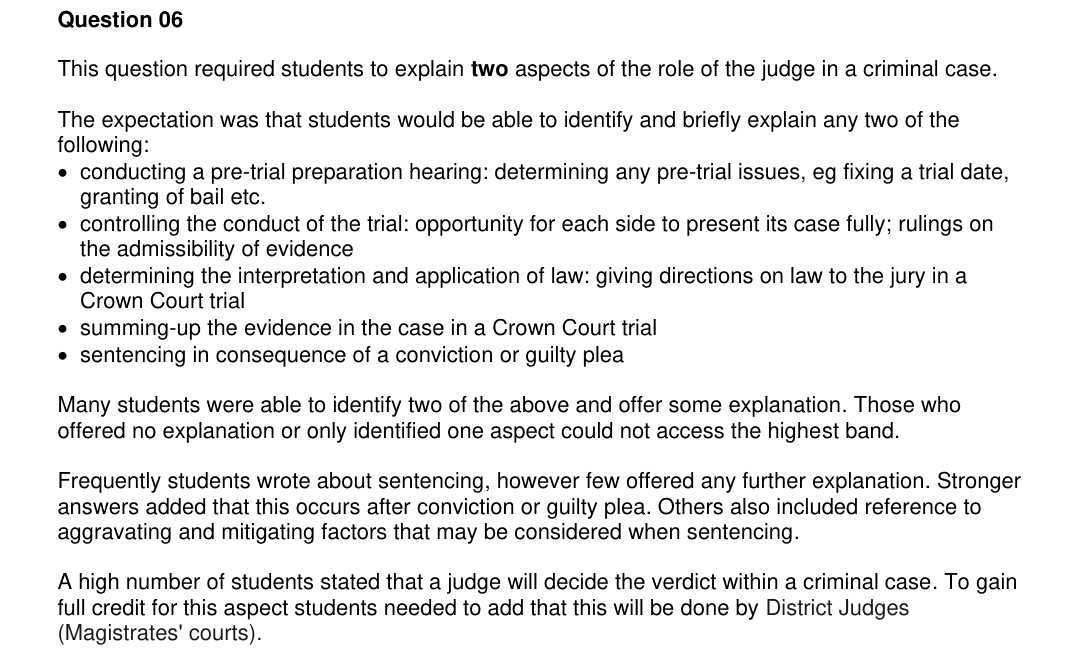 Question 06
This question required students to explain two aspects of the role of the judge in a criminal case.
The expectation was that students would be able to identify and briefly explain any two of the
following:
• conducting a pre-trial preparation hearing: determining any pre-trial issues, eg fixing a trial date,
granting of bail etc.
• controlling the conduct of the trial: opportunity for each side to present its case fully; rulings on
the admissibility of evidence
• determining the interpretation and application of law: giving directions on law to the jury in a
Crown Court trial
• summing-up the evidence in the case in a Crown Court trial
• sentencing in consequence of a conviction or guilty plea
Many students were able to identify two of the above and offer some explanation. Those who
offered no explanation or only identified one aspect could not access the highest band.
Frequently students wrote about sentencing, however few offered any further explanation. Stronger
answers added that this occurs after conviction or guilty plea. Others also included reference to
aggravating and mitigating factors that may be considered when sentencing.
A high number of students stated that a judge will decide the verdict within a criminal case. To gain
full credit for this aspect students needed to add that this will be done by District Judges
(Magistrates' courts).